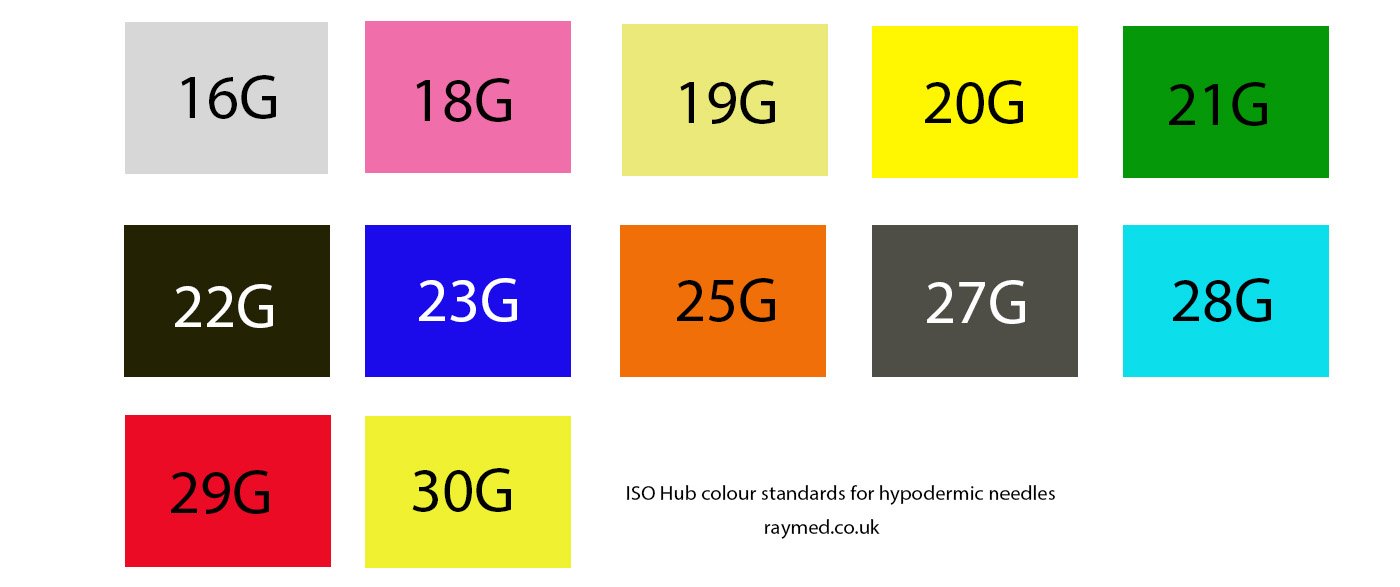 16G 18G 19G 20G 21G
22G 23G 25G 27G 28G
29G 30G
ISO Hub colour standards for hypodermic needles
raymed.co.uk